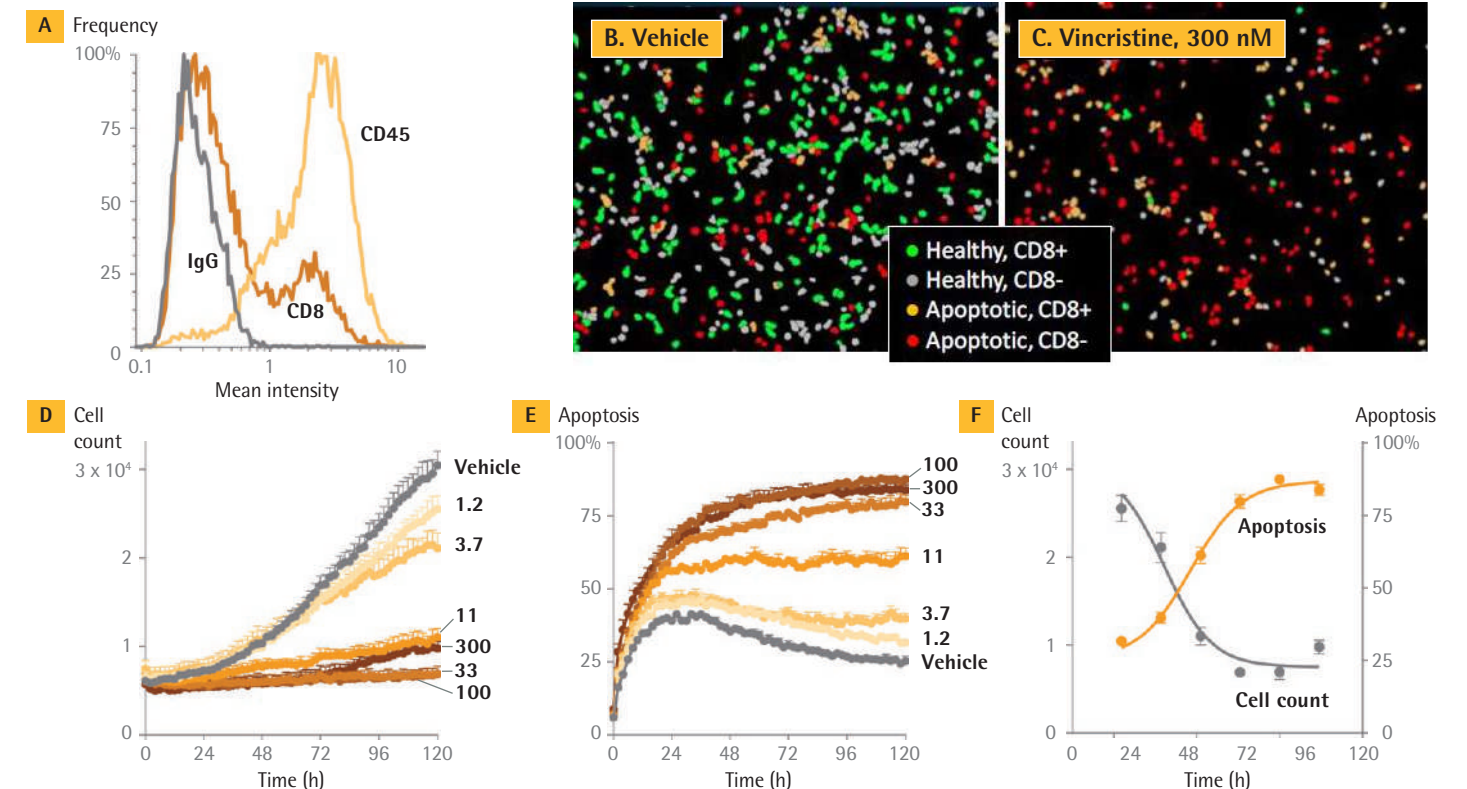 A Frequency
100%
75
50
25
0
0.1 1 10
Mean intensity
IgG
CD8
CD45
B. Vehicle
C. Vincristine, 300 nM
Healthy, CD8+
Healthy, CD8-
Apoptotic, CD8+
Apoptotic, CD8-
D Cell
count
3 x 10⁴
2
1
0
0 24 48 72 96 120
Time (h)
Vehicle
1.2
3.7
11
300
33
100
E Apoptosis
100%
75
50
25
0
0 24 48 72 96 120
Time (h)
100
300
33
11
3.7
1.2
Vehicle
F Cell
count
Apoptosis
3 x 10⁴
2
1
0
100%
75
50
25
0
0 24 48 72 96 120
Time (h)
Apoptosis
Cell count